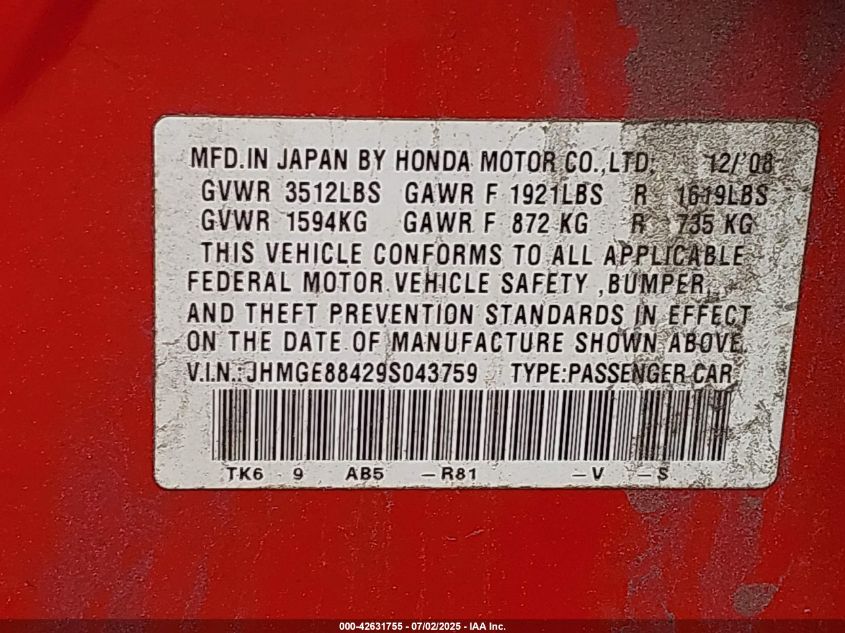 MFD.IN JAPAN BY HONDA MOTOR CO.,LTD. 12/'08
GVWR 3512LBS GAWR F 1921LBS R 1619LBS
GVWR 1594KG GAWR F 872 KG R 735 KG
THIS VEHICLE CONFORMS TO ALL APPLICABLE
FEDERAL MOTOR VEHICLE SAFETY ,BUMPER,
AND THEFT PREVENTION STANDARDS IN EFFECT
ON THE DATE OF MANUFACTURE SHOWN ABOVE.
V.I.N.:JHMGE88429S043759 TYPE:PASSENGER CAR
TK6 9 AB5 –R81 –V –S
000-42631755 - 07/02/2025 - IAA Inc.